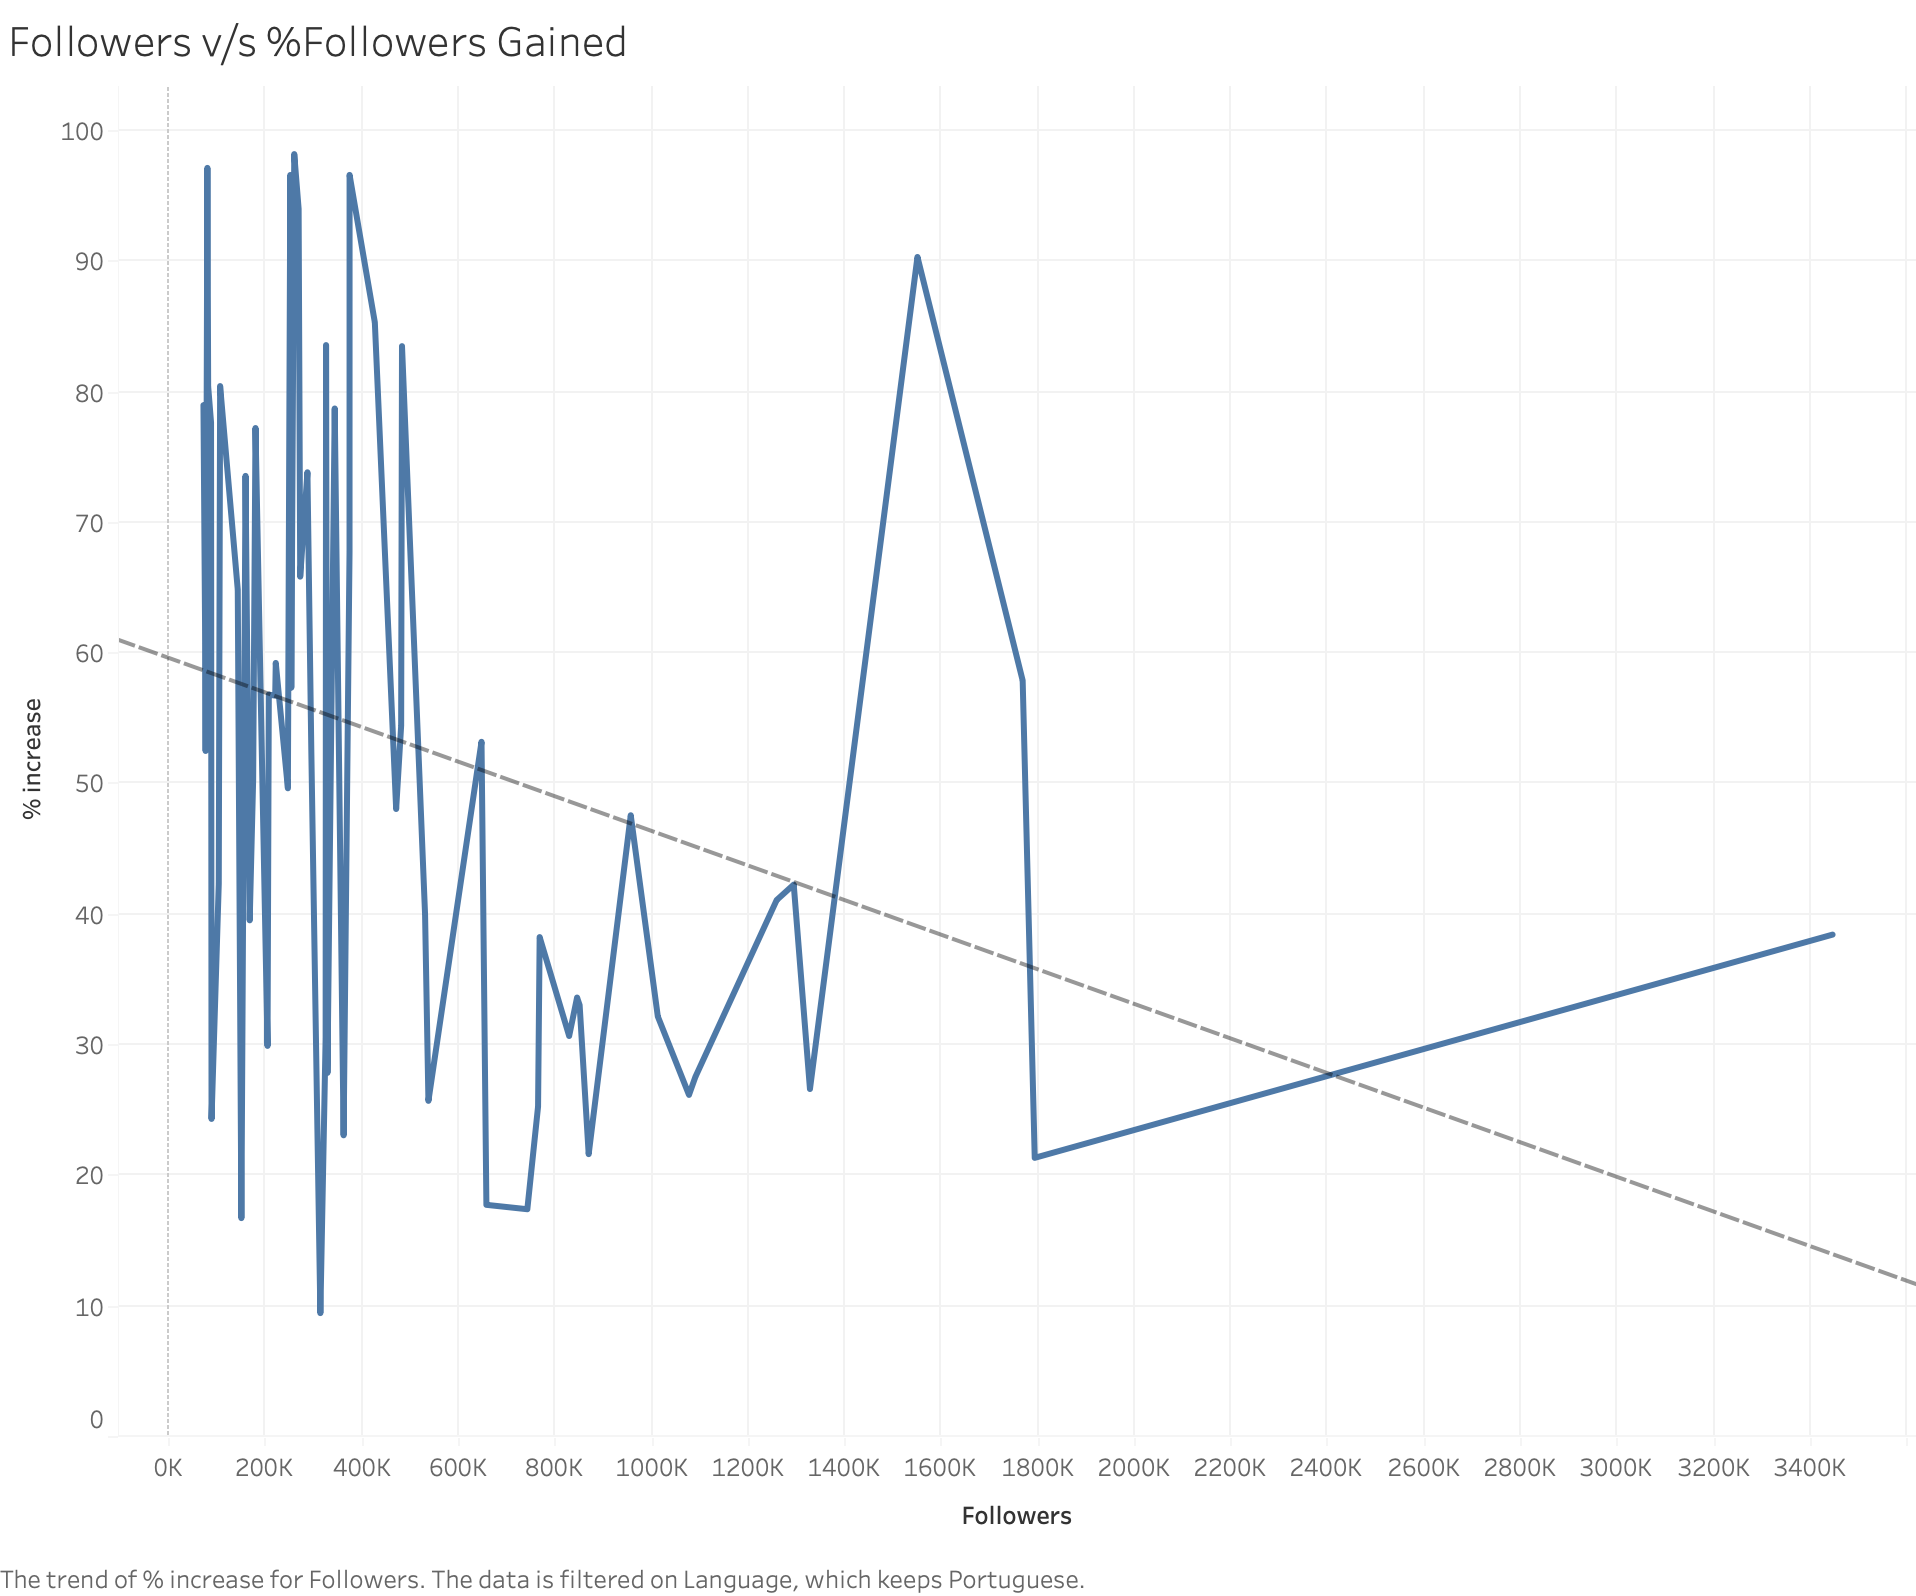 Followers v/s %Followers Gained
100
90
80
70
60
50
40
30
20
10
0
% increase
0K 200K 400K 600K 800K 1000K 1200K 1400K 1600K 1800K 2000K 2200K 2400K 2600K 2800K 3000K 3200K 3400K
Followers
The trend of % increase for Followers. The data is filtered on Language, which keeps Portuguese.